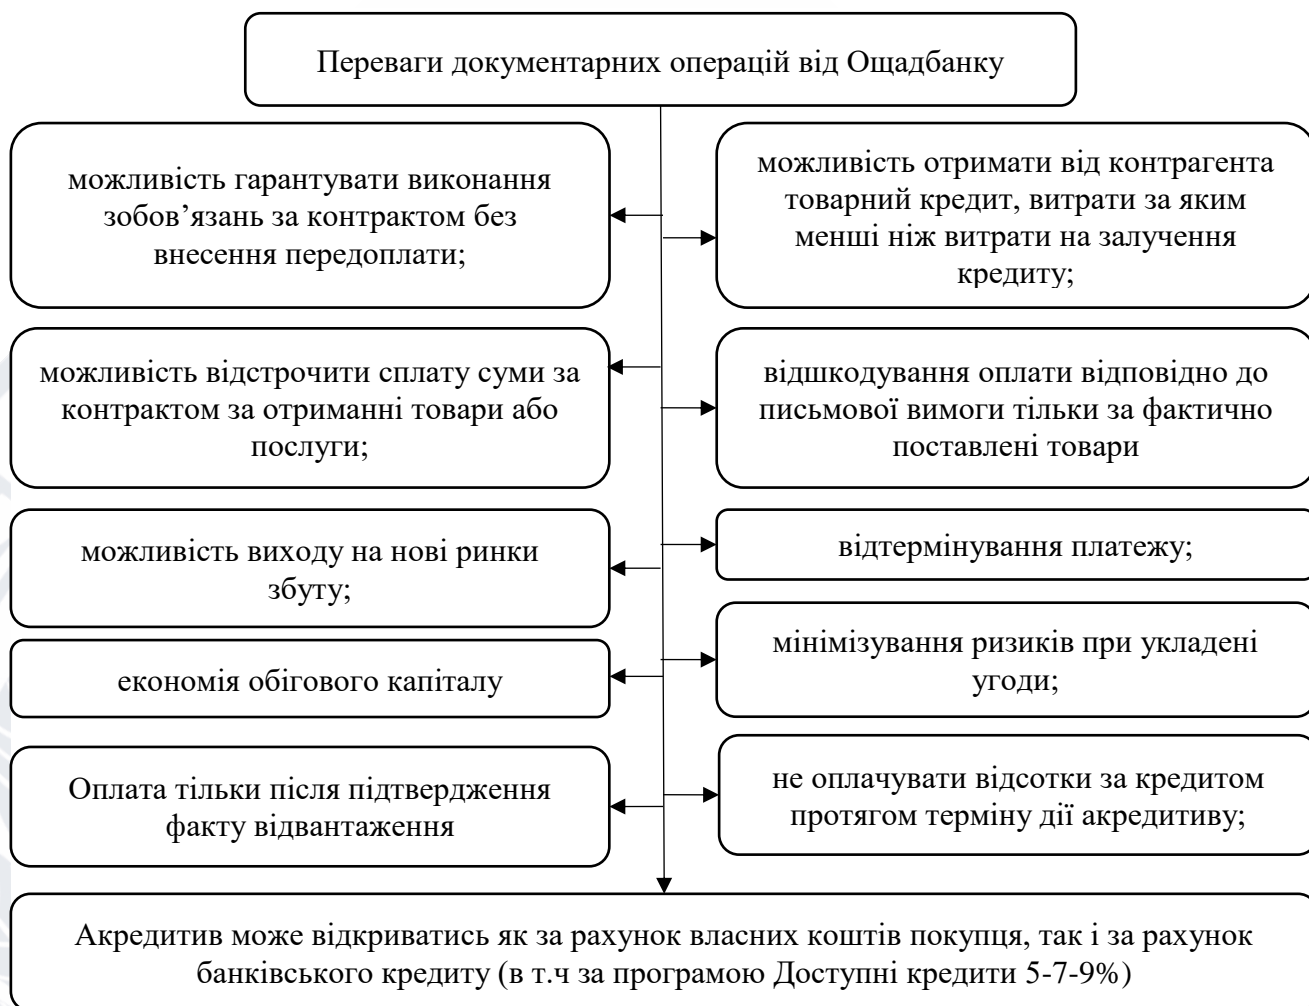 Переваги документарних операцій від Ощадбанку
можливість гарантувати виконання
зобов’язань за контрактом без
внесення передоплати;
можливість отримати від контрагента
товарний кредит, витрати за яким
менші ніж витрати на залучення
кредиту;
можливість відстрочити сплату суми за
контрактом за отриманні товари або
послуги;
відшкодування оплати відповідно до
письмової вимоги тільки за фактично
поставлені товари
можливість виходу на нові ринки
збуту;
відтермінування платежу;
економія обігового капіталу
мінімізування ризиків при укладені
угоди;
Оплата тільки після підтвердження
факту відвантаження
не оплачувати відсотки за кредитом
протягом терміну дії акредитиву;
Акредитив може відкриватись як за рахунок власних коштів покупця, так і за рахунок
банківського кредиту (в т.ч за програмою Доступні кредити 5-7-9%)